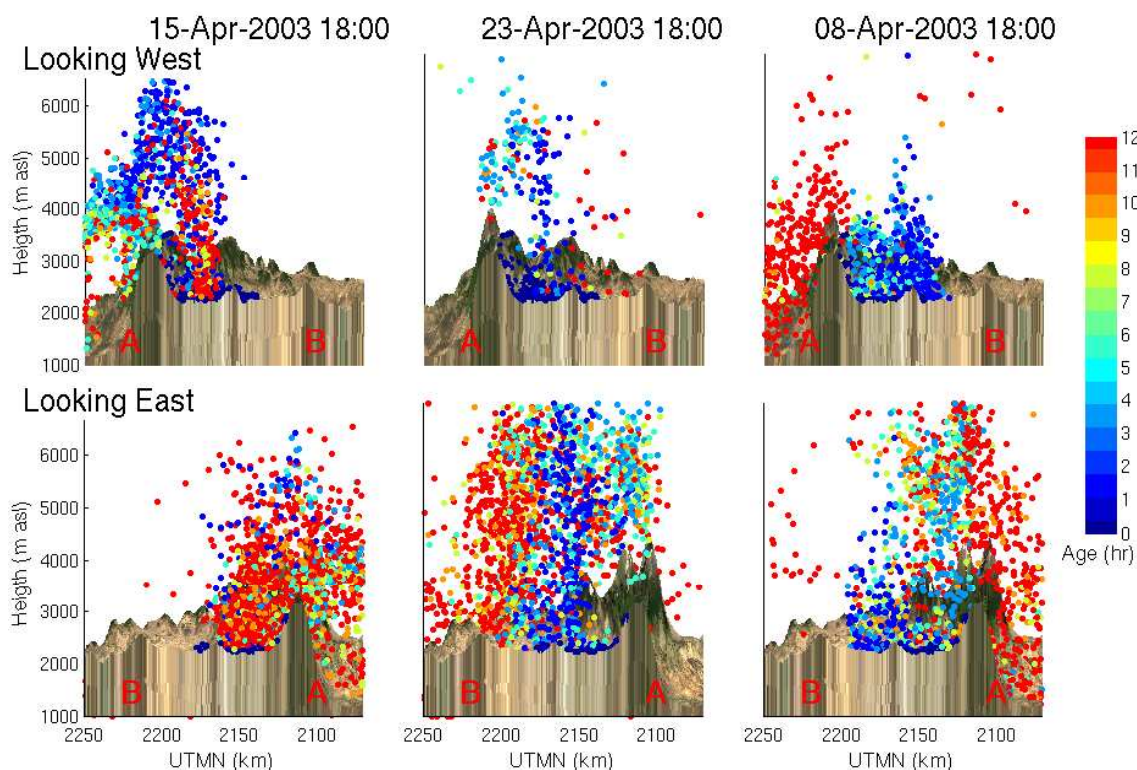 15-Apr-2003 18:00 23-Apr-2003 18:00 08-Apr-2003 18:00
Looking West
Heigth (m asl)
6000
5000
4000
3000
2000
1000
A B A B A B
12
11
10
9
8
7
6
5
4
3
2
1
0
Age (hr)
Looking East
Heigth (m asl)
6000
5000
4000
3000
2000
1000
B A B A B A
2250 2200 2150 2100 2250 2200 2150 2100 2250 2200 2150 2100
UTMN (km) UTMN (km) UTMN (km)